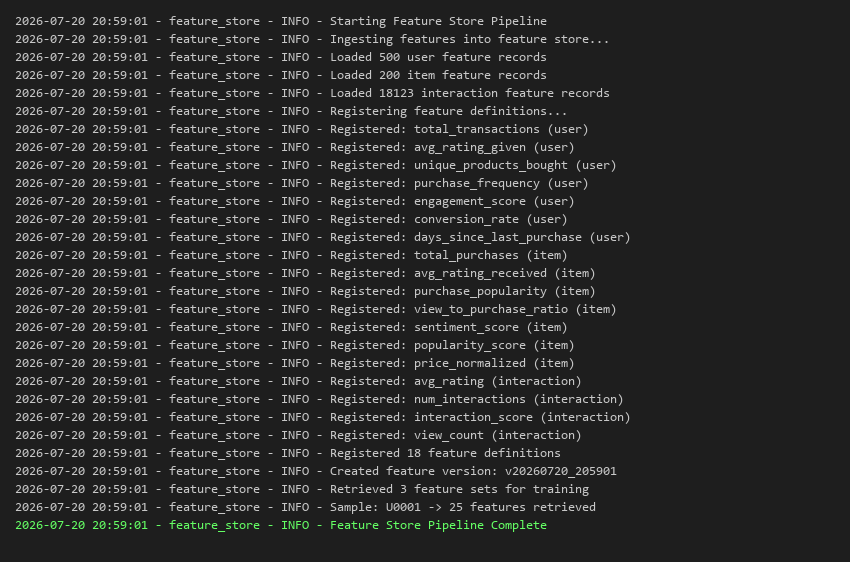 2026-07-20 20:59:01 - feature_store - INFO - Starting Feature Store Pipeline
2026-07-20 20:59:01 - feature_store - INFO - Ingesting features into feature store...
2026-07-20 20:59:01 - feature_store - INFO - Loaded 500 user feature records
2026-07-20 20:59:01 - feature_store - INFO - Loaded 200 item feature records
2026-07-20 20:59:01 - feature_store - INFO - Loaded 18123 interaction feature records
2026-07-20 20:59:01 - feature_store - INFO - Registering feature definitions...
2026-07-20 20:59:01 - feature_store - INFO - Registered: total_transactions (user)
2026-07-20 20:59:01 - feature_store - INFO - Registered: avg_rating_given (user)
2026-07-20 20:59:01 - feature_store - INFO - Registered: unique_products_bought (user)
2026-07-20 20:59:01 - feature_store - INFO - Registered: purchase_frequency (user)
2026-07-20 20:59:01 - feature_store - INFO - Registered: engagement_score (user)
2026-07-20 20:59:01 - feature_store - INFO - Registered: conversion_rate (user)
2026-07-20 20:59:01 - feature_store - INFO - Registered: days_since_last_purchase (user)
2026-07-20 20:59:01 - feature_store - INFO - Registered: total_purchases (item)
2026-07-20 20:59:01 - feature_store - INFO - Registered: avg_rating_received (item)
2026-07-20 20:59:01 - feature_store - INFO - Registered: purchase_popularity (item)
2026-07-20 20:59:01 - feature_store - INFO - Registered: view_to_purchase_ratio (item)
2026-07-20 20:59:01 - feature_store - INFO - Registered: sentiment_score (item)
2026-07-20 20:59:01 - feature_store - INFO - Registered: popularity_score (item)
2026-07-20 20:59:01 - feature_store - INFO - Registered: price_normalized (item)
2026-07-20 20:59:01 - feature_store - INFO - Registered: avg_rating (interaction)
2026-07-20 20:59:01 - feature_store - INFO - Registered: num_interactions (interaction)
2026-07-20 20:59:01 - feature_store - INFO - Registered: interaction_score (interaction)
2026-07-20 20:59:01 - feature_store - INFO - Registered: view_count (interaction)
2026-07-20 20:59:01 - feature_store - INFO - Registered 18 feature definitions
2026-07-20 20:59:01 - feature_store - INFO - Created feature version: v20260720_205901
2026-07-20 20:59:01 - feature_store - INFO - Retrieved 3 feature sets for training
2026-07-20 20:59:01 - feature_store - INFO - Sample: U0001 -> 25 features retrieved
2026-07-20 20:59:01 - feature_store - INFO - Feature Store Pipeline Complete